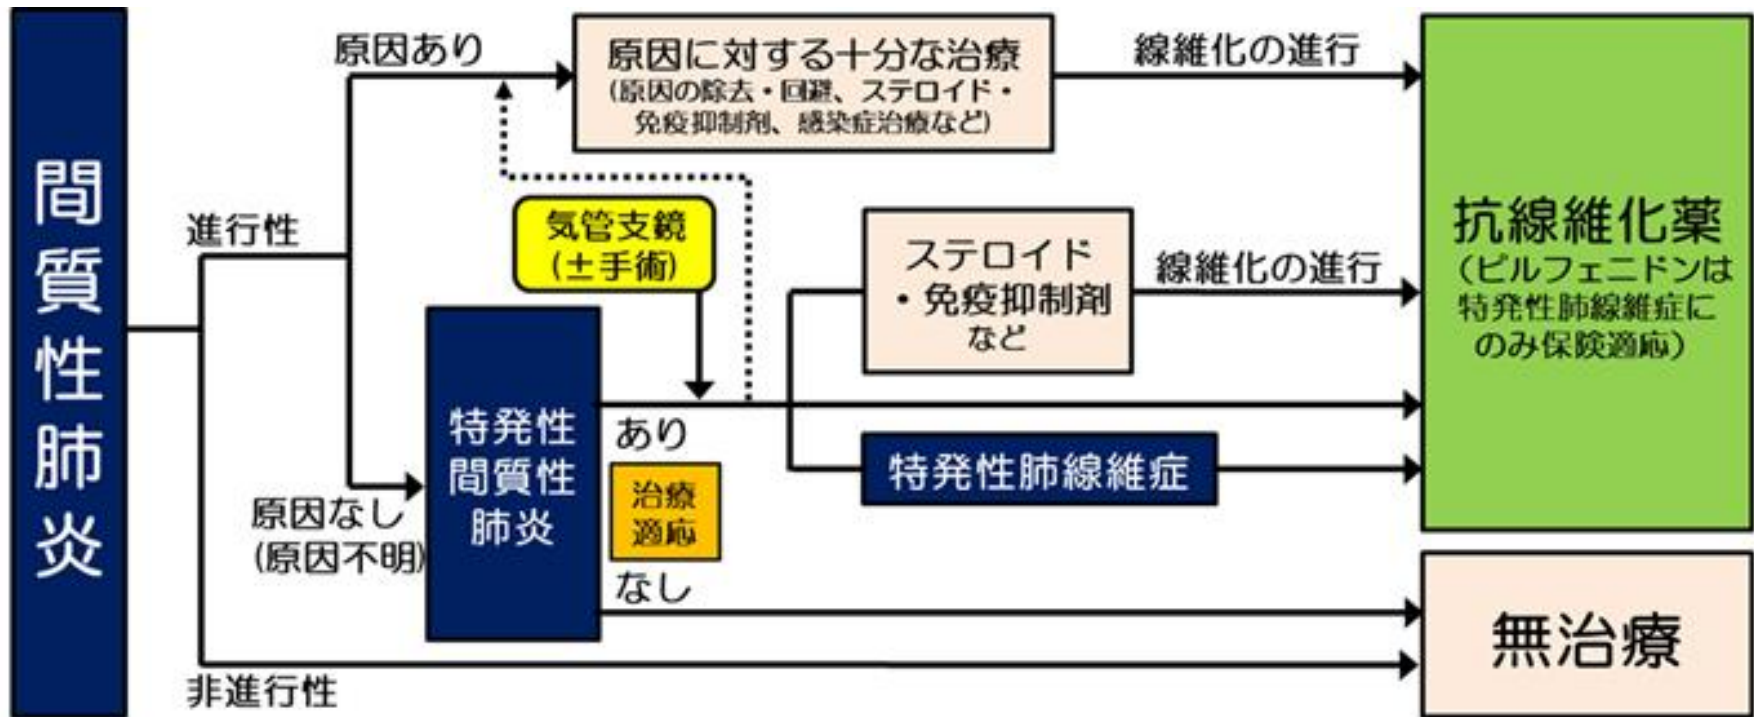 間質性肺炎
進行性
非進行性
原因あり
原因なし
(原因不明)
原因に対する十分な治療
(原因の除去・回避、ステロイド・
免疫抑制剤、感染症治療など)
線維化の進行
気管支鏡
(±手術)
特発性
間質性
肺炎
あり
治療
適応
なし
ステロイド
・免疫抑制剤
など
線維化の進行
特発性肺線維症
抗線維化薬
(ピルフェニドンは
特発性肺線維症に
のみ保険適応)
無治療